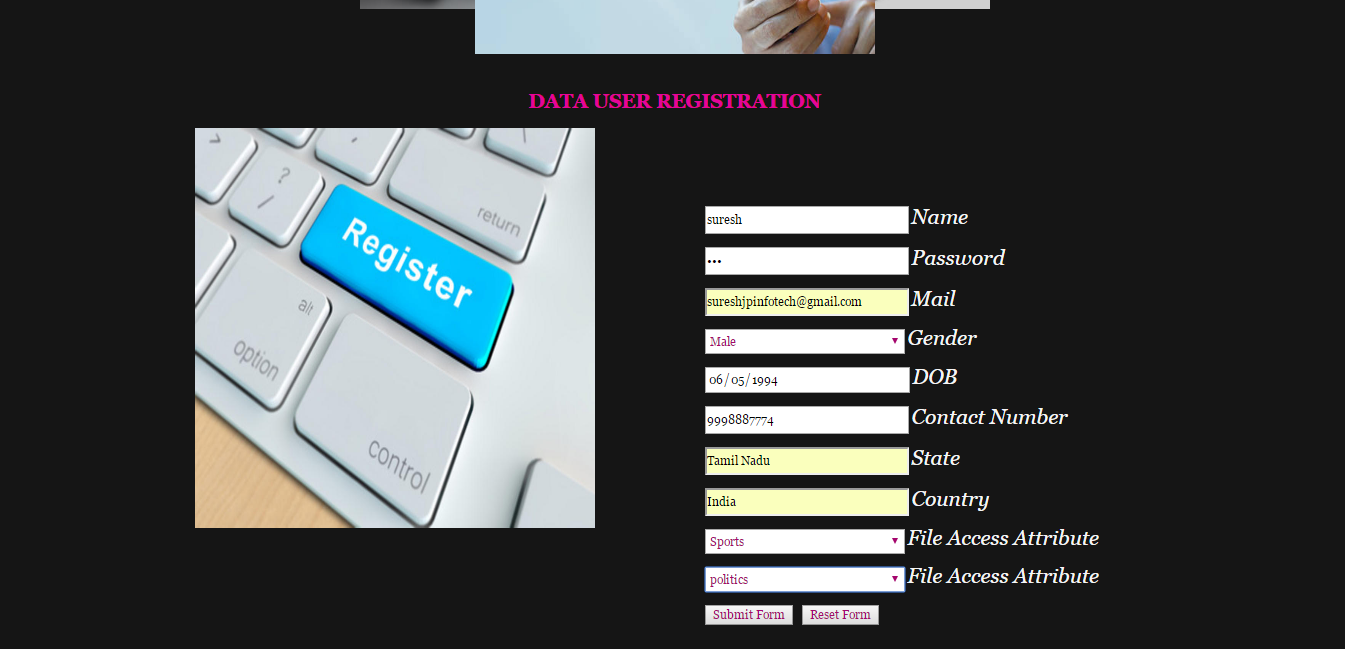 DATA USER REGISTRATION
>
?
/
,
\
return
Register
alt
option
control
suresh Name
••• Password
sureshjpinfotech@gmail.com Mail
Male Gender
06/05/1994 DOB
9998887774 Contact Number
Tamil Nadu State
India Country
Sports File Access Attribute
politics File Access Attribute
Submit Form Reset Form